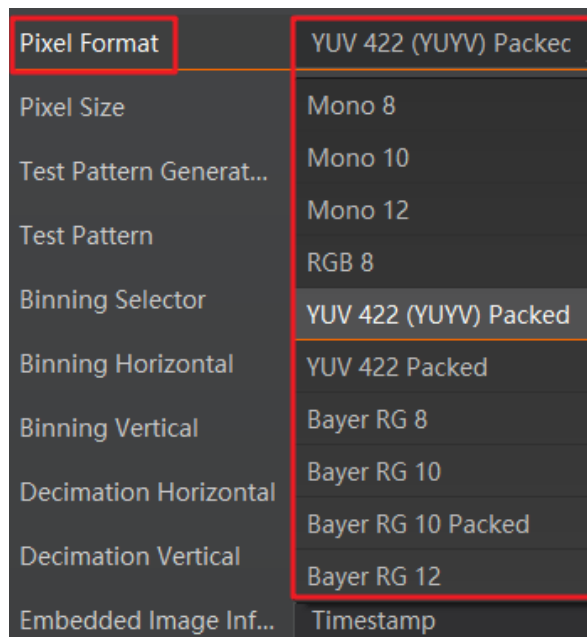 Pixel Format
YUV 422 (YUYV) Packec
Pixel Size
Mono 8
Mono 10
Test Pattern Generat...
Mono 12
Test Pattern
RGB 8
Binning Selector
YUV 422 (YUYV) Packed
Binning Horizontal
YUV 422 Packed
Binning Vertical
Bayer RG 8
Bayer RG 10
Decimation Horizontal
Bayer RG 10 Packed
Decimation Vertical
Bayer RG 12
Embedded Image Inf...
Timestamp